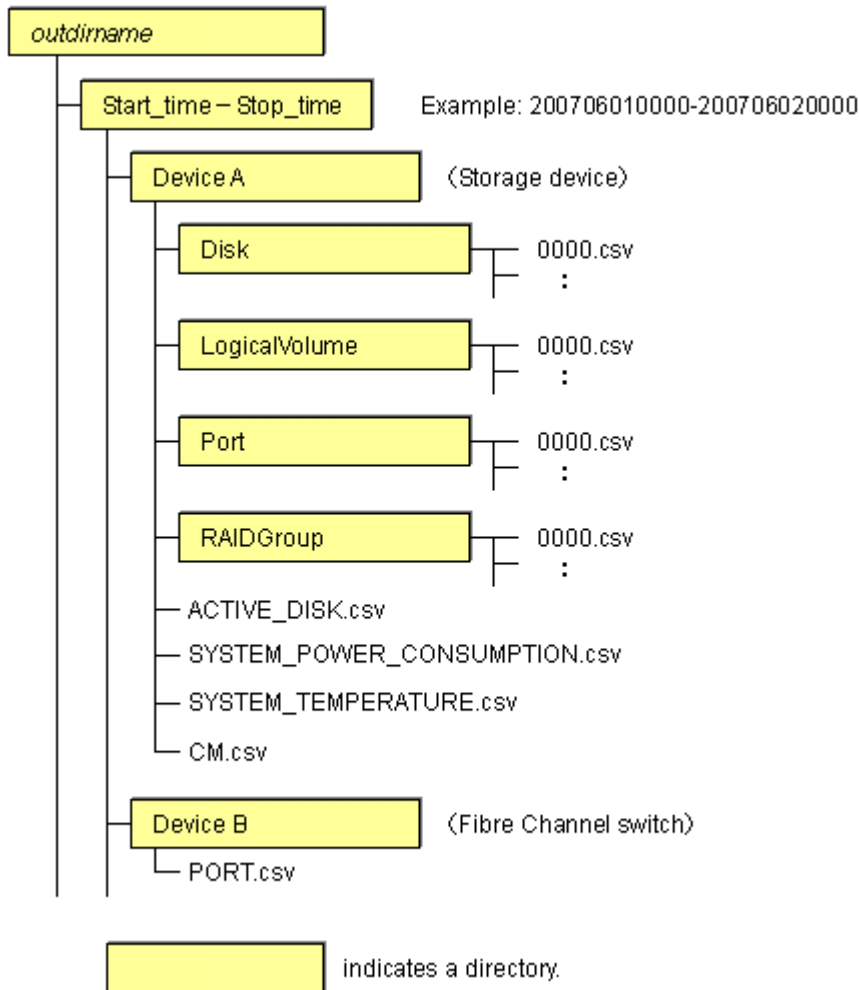 outdirname
Start_time – Stop_time Example: 200706010000-200706020000
Device A (Storage device)
Disk 0000.csv
:
LogicalVolume 0000.csv
:
Port 0000.csv
:
RAIDGroup 0000.csv
:
ACTIVE_DISK.csv
SYSTEM_POWER_CONSUMPTION.csv
SYSTEM_TEMPERATURE.csv
CM.csv
Device B (Fibre Channel switch)
PORT.csv
indicates a directory.